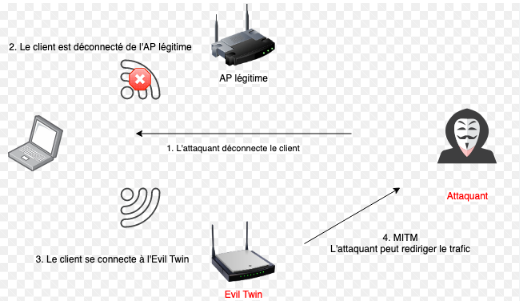 2. Le client est déconnecté de l'AP légitime
AP légitime
1. L'attaquant déconnecte le client
Attaquant
4. MITM
L'attaquant peut rediriger le trafic
3. Le client se connecte à l'Evil Twin
Evil Twin